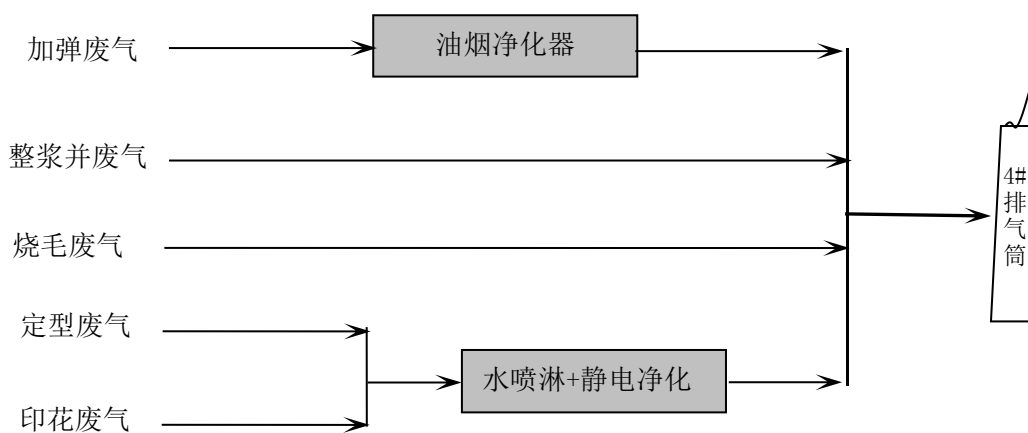 加弹废气
油烟净化器
整浆并废气
4#
排
气
筒
烧毛废气
定型废气
水喷淋+静电净化
印花废气